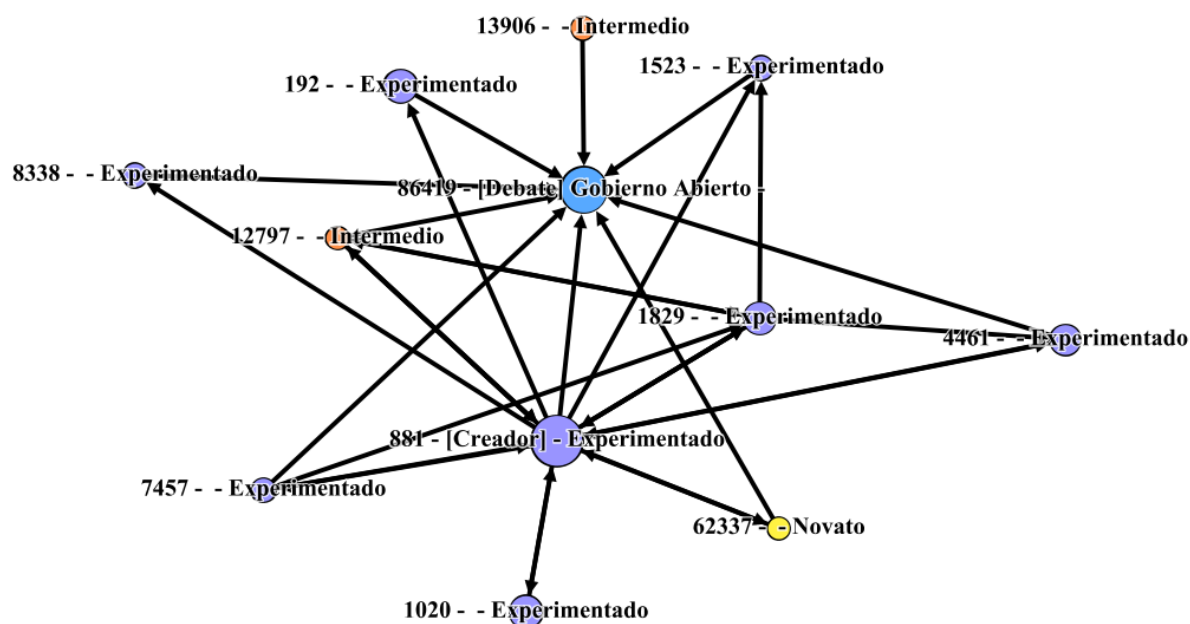 13906 -  - Intermedio
1523 -  - Experimentado
192 -  - Experimentado
8338 -  - Experimentado
86419 - [Debate] Gobierno Abierto -
12797 -  - Intermedio
1829 -  - Experimentado
4461 -  - Experimentado
881 - [Creador] - Experimentado
7457 -  - Experimentado
62337 -  - Novato
1020 -  - Experimentado